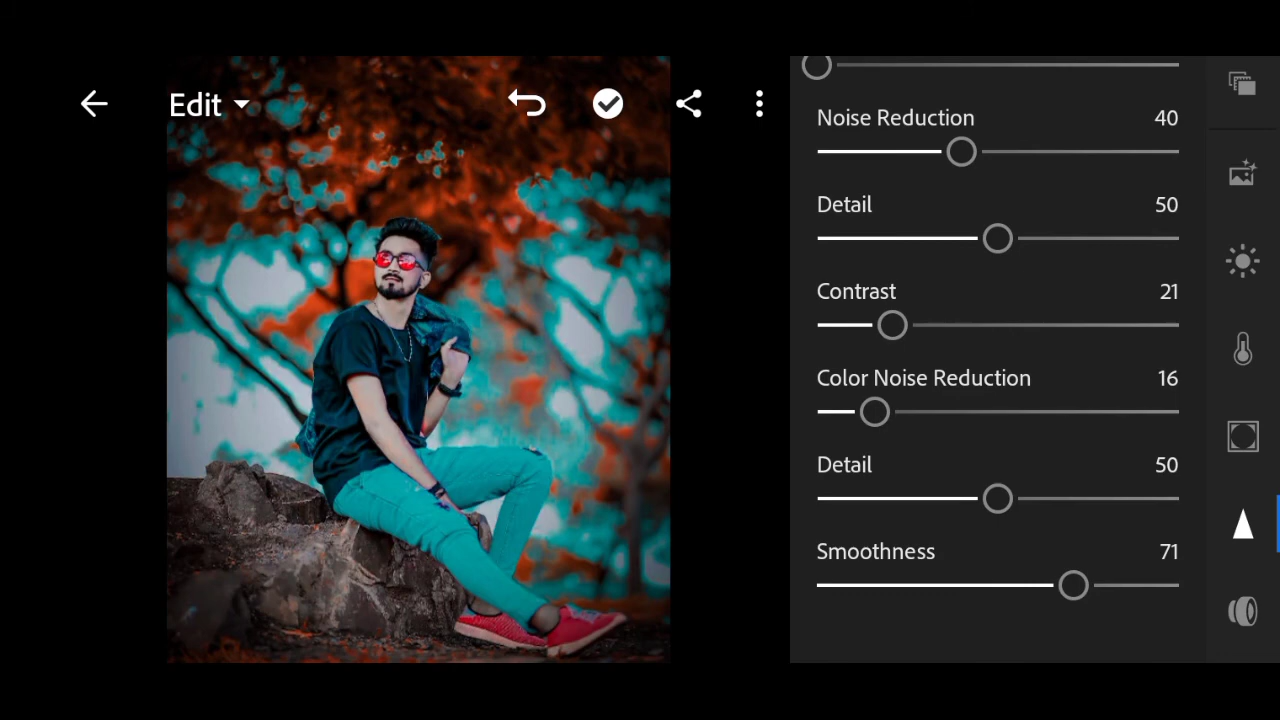 Edit
Noise Reduction 40
Detail 50
Contrast 21
Color Noise Reduction 16
Detail 50
Smoothness 71